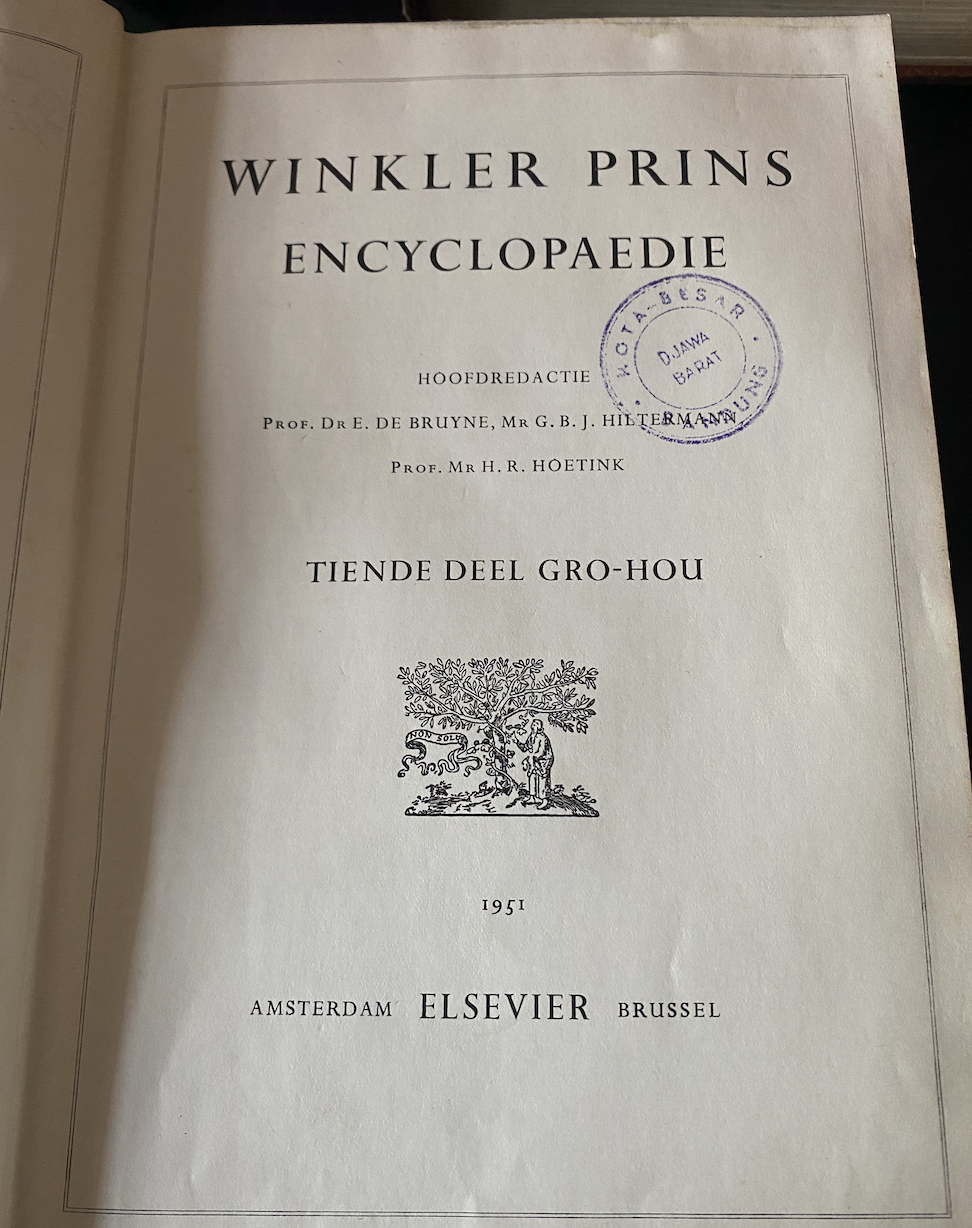 WINKLER PRINS
ENCYCLOPAEDIE
KOTA-BESAR • BANDUNG •
DJAWA
BARAT
HOOFDREDACTIE
PROF. DR E. DE BRUYNE, MR G. B. J. HILTERMANN
PROF. MR H. R. HOETINK
TIENDE DEEL GRO-HOU
NON SOLUS
1951
AMSTERDAM ELSEVIER BRUSSEL